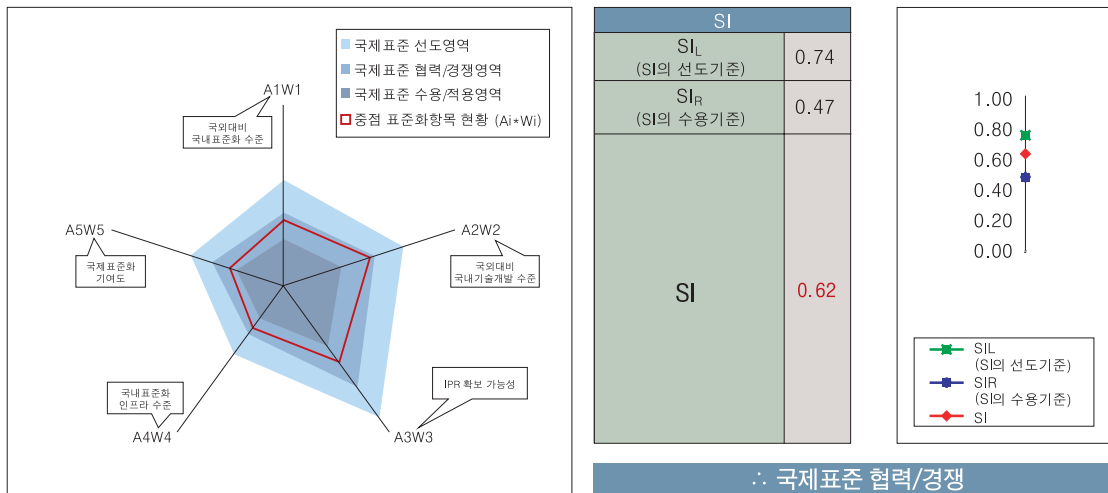 국제표준 선도영역
국제표준 협력/경쟁영역
국제표준 수용/적용영역
중점 표준화항목 현황 (Ai*Wi)
A1W1
국외대비
국내표준화 수준
A2W2
국외대비
국내기술개발 수준
A5W5
국제표준화
기여도
국내표준화
인프라 수준
A4W4
IPR 확보 가능성
A3W3
SI
SIL
(SI의 선도기준)
0.74
SIR
(SI의 수용기준)
0.47
SI
0.62
1.00
0.80
0.60
0.40
0.20
0.00
SIL
(SI의 선도기준)
SIR
(SI의 수용기준)
SI
∴ 국제표준 협력/경쟁